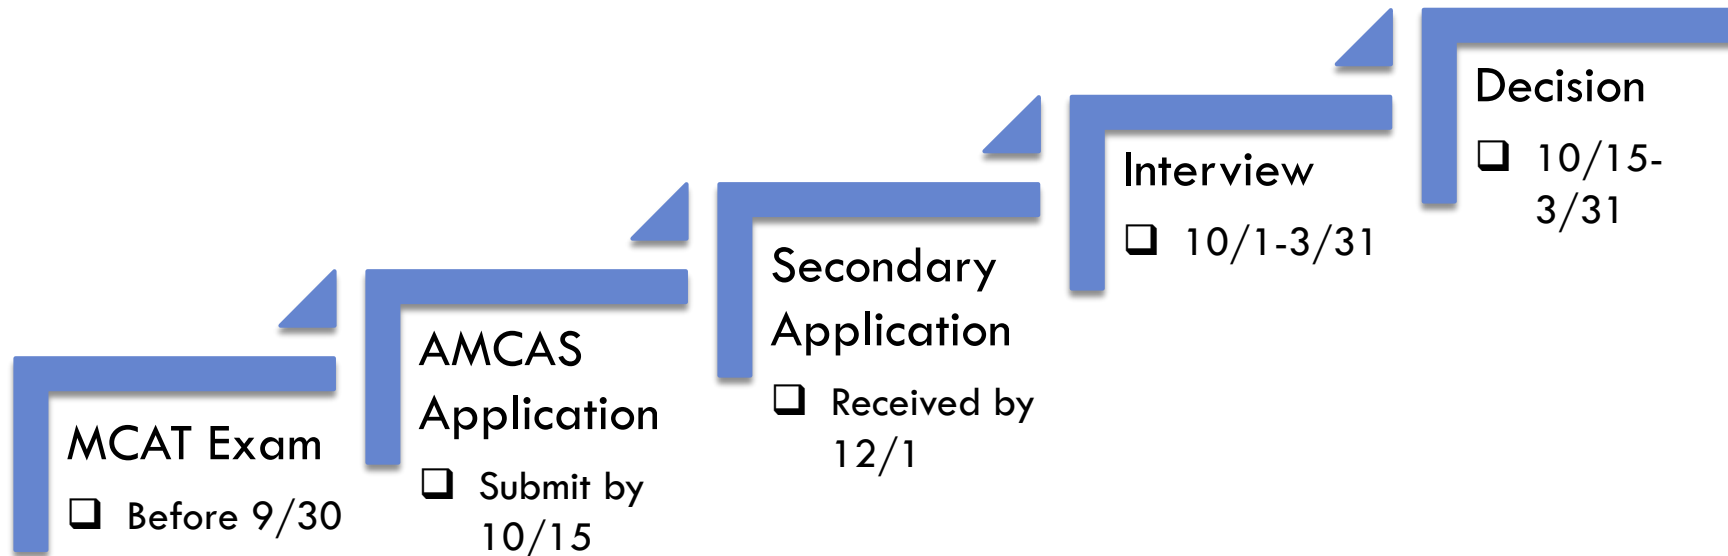 MCAT Exam
❑ Before 9/30
AMCAS
Application
❑ Submit by
10/15
Secondary
Application
❑ Received by
12/1
Interview
❑ 10/1-3/31
Decision
❑ 10/15-
3/31